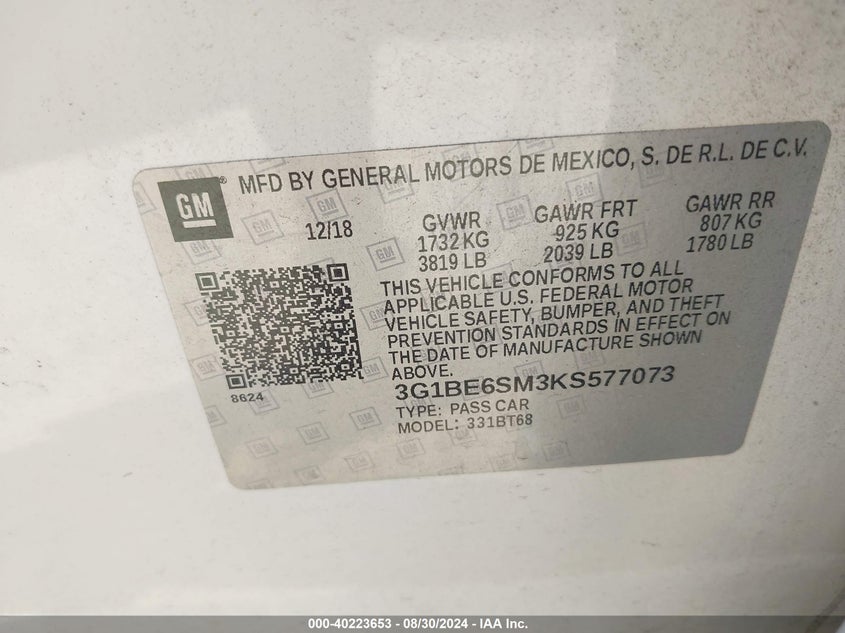 GM® MFD BY GENERAL MOTORS DE MEXICO, S. DE R.L. DE C.V.
12/18
GVWR
1732 KG
3819 LB
GAWR FRT
925 KG
2039 LB
GAWR RR
807 KG
1780 LB
THIS VEHICLE CONFORMS TO ALL
APPLICABLE U.S. FEDERAL MOTOR
VEHICLE SAFETY, BUMPER, AND THEFT
PREVENTION STANDARDS IN EFFECT ON
THE DATE OF MANUFACTURE SHOWN
ABOVE.
8624
3G1BE6SM3KS577073
TYPE: PASS CAR
MODEL: 331BT68
000-40223653 - 08/30/2024 - IAA Inc.